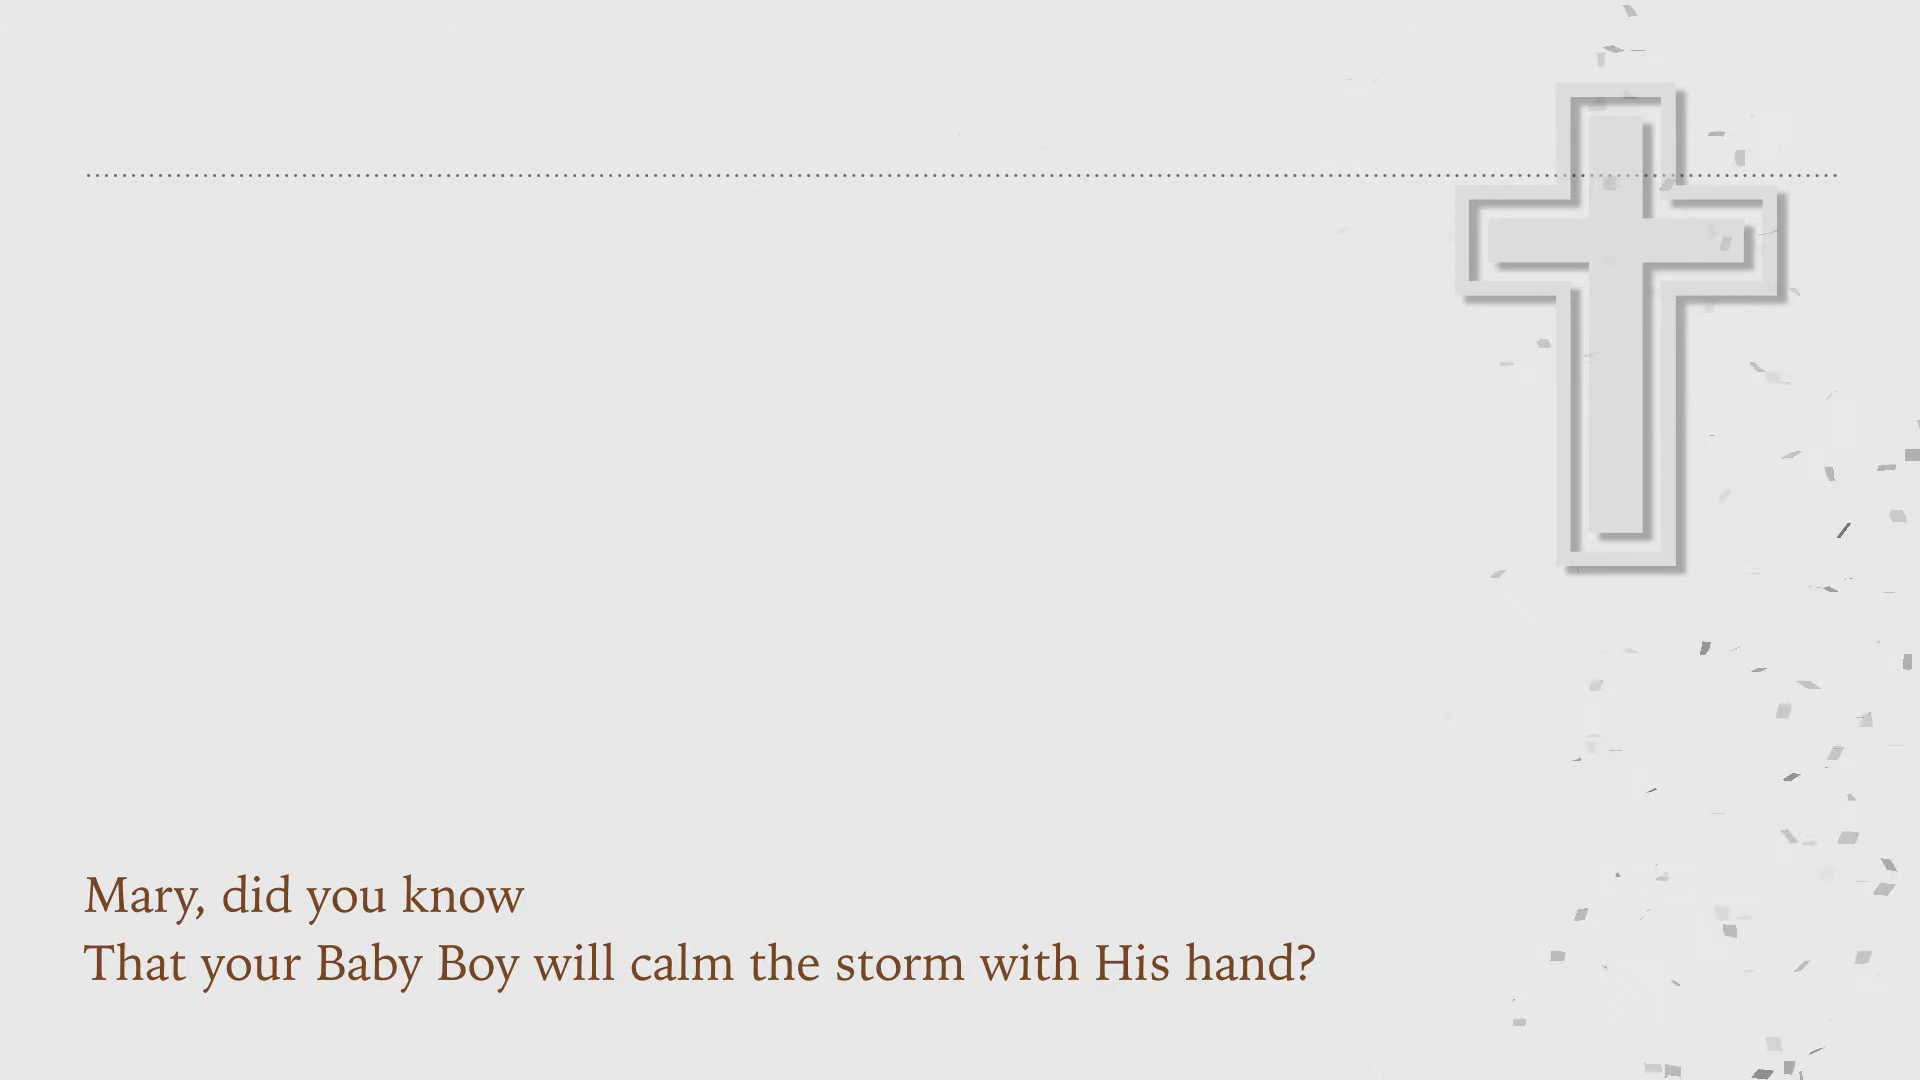 Mary, did you know
That your Baby Boy will calm the storm with His hand?